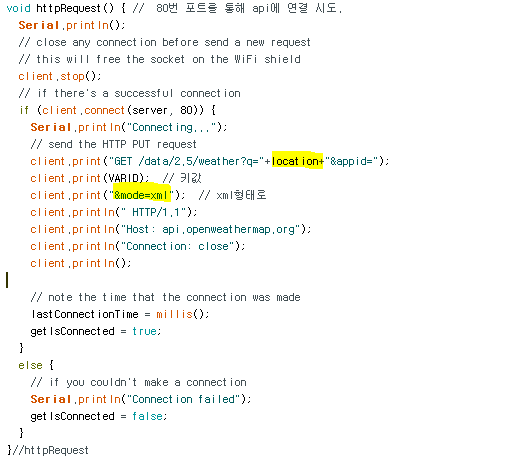 void httpRequest() { //  80번 포트를 통해 api에 연결 시도.
  Serial.println();
  // close any connection before send a new request
  // this will free the socket on the WiFi shield
  client.stop();
  // if there's a successful connection
  if (client.connect(server, 80)) {
    Serial.println("Connecting...");
    // send the HTTP PUT request
    client.print("GET /data/2.5/weather?q="+location+"&appid=");
    client.print(VARID);  // 키값
    client.print("&mode=xml");  // xml형태로
    client.println(" HTTP/1.1");
    client.println("Host: api.openweathermap.org");
    client.println("Connection: close");
    client.println();
    // note the time that the connection was made
    lastConnectionTime = millis();
    getIsConnected = true;
  }
  else {
    // if you couldn't make a connection
    Serial.println("Connection failed");
    getIsConnected = false;
  }
}//httpRequest